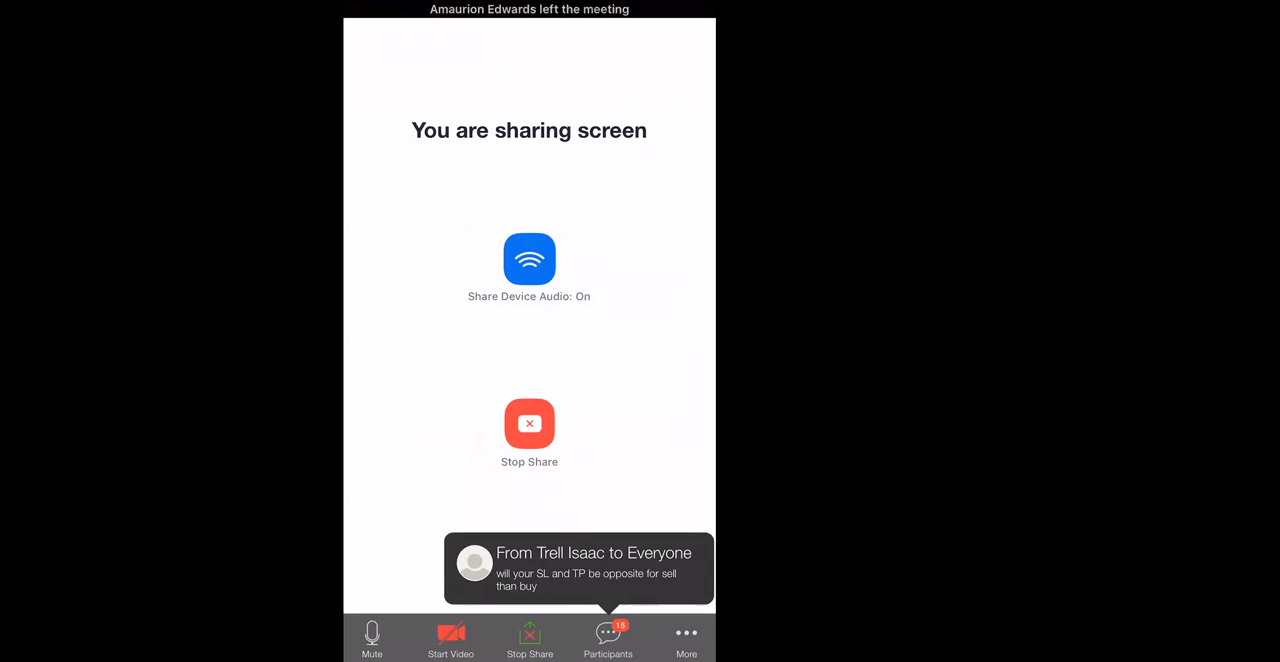 Amaurion Edwards left the meeting
You are sharing screen
Share Device Audio: On
Stop Share
From Trell Isaac to Everyone
will your SL and TP be opposite for sell
than buy
15
Mute
Start Video
Stop Share
Participants
More